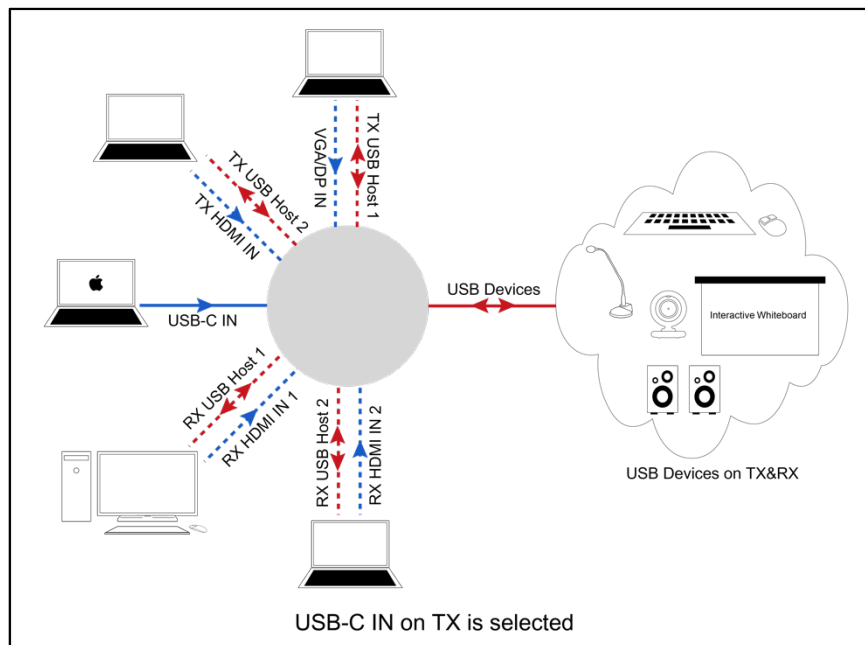 VGA/DP IN
TX USB Host 1
TX USB Host 2
TX HDMI IN
USB-C IN
USB Devices
Interactive Whiteboard
RX USB Host 1
RX HDMI IN 1
RX USB Host 2
RX HDMI IN 2
USB Devices on TX&RX
USB-C IN on TX is selected